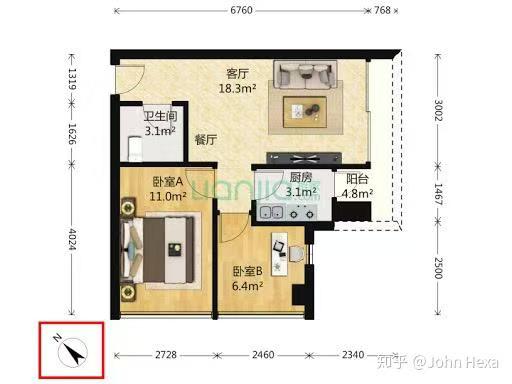 6760
768
1319
1626
4024
3002
1467
2500
客厅
18.3m²
卫生间
3.1m²
餐厅
卧室A
11.0m²
厨房
3.1m²
阳台
4.8m²
卧室B
6.4m²
N
2728
2460
2340
知乎 @John Hexa